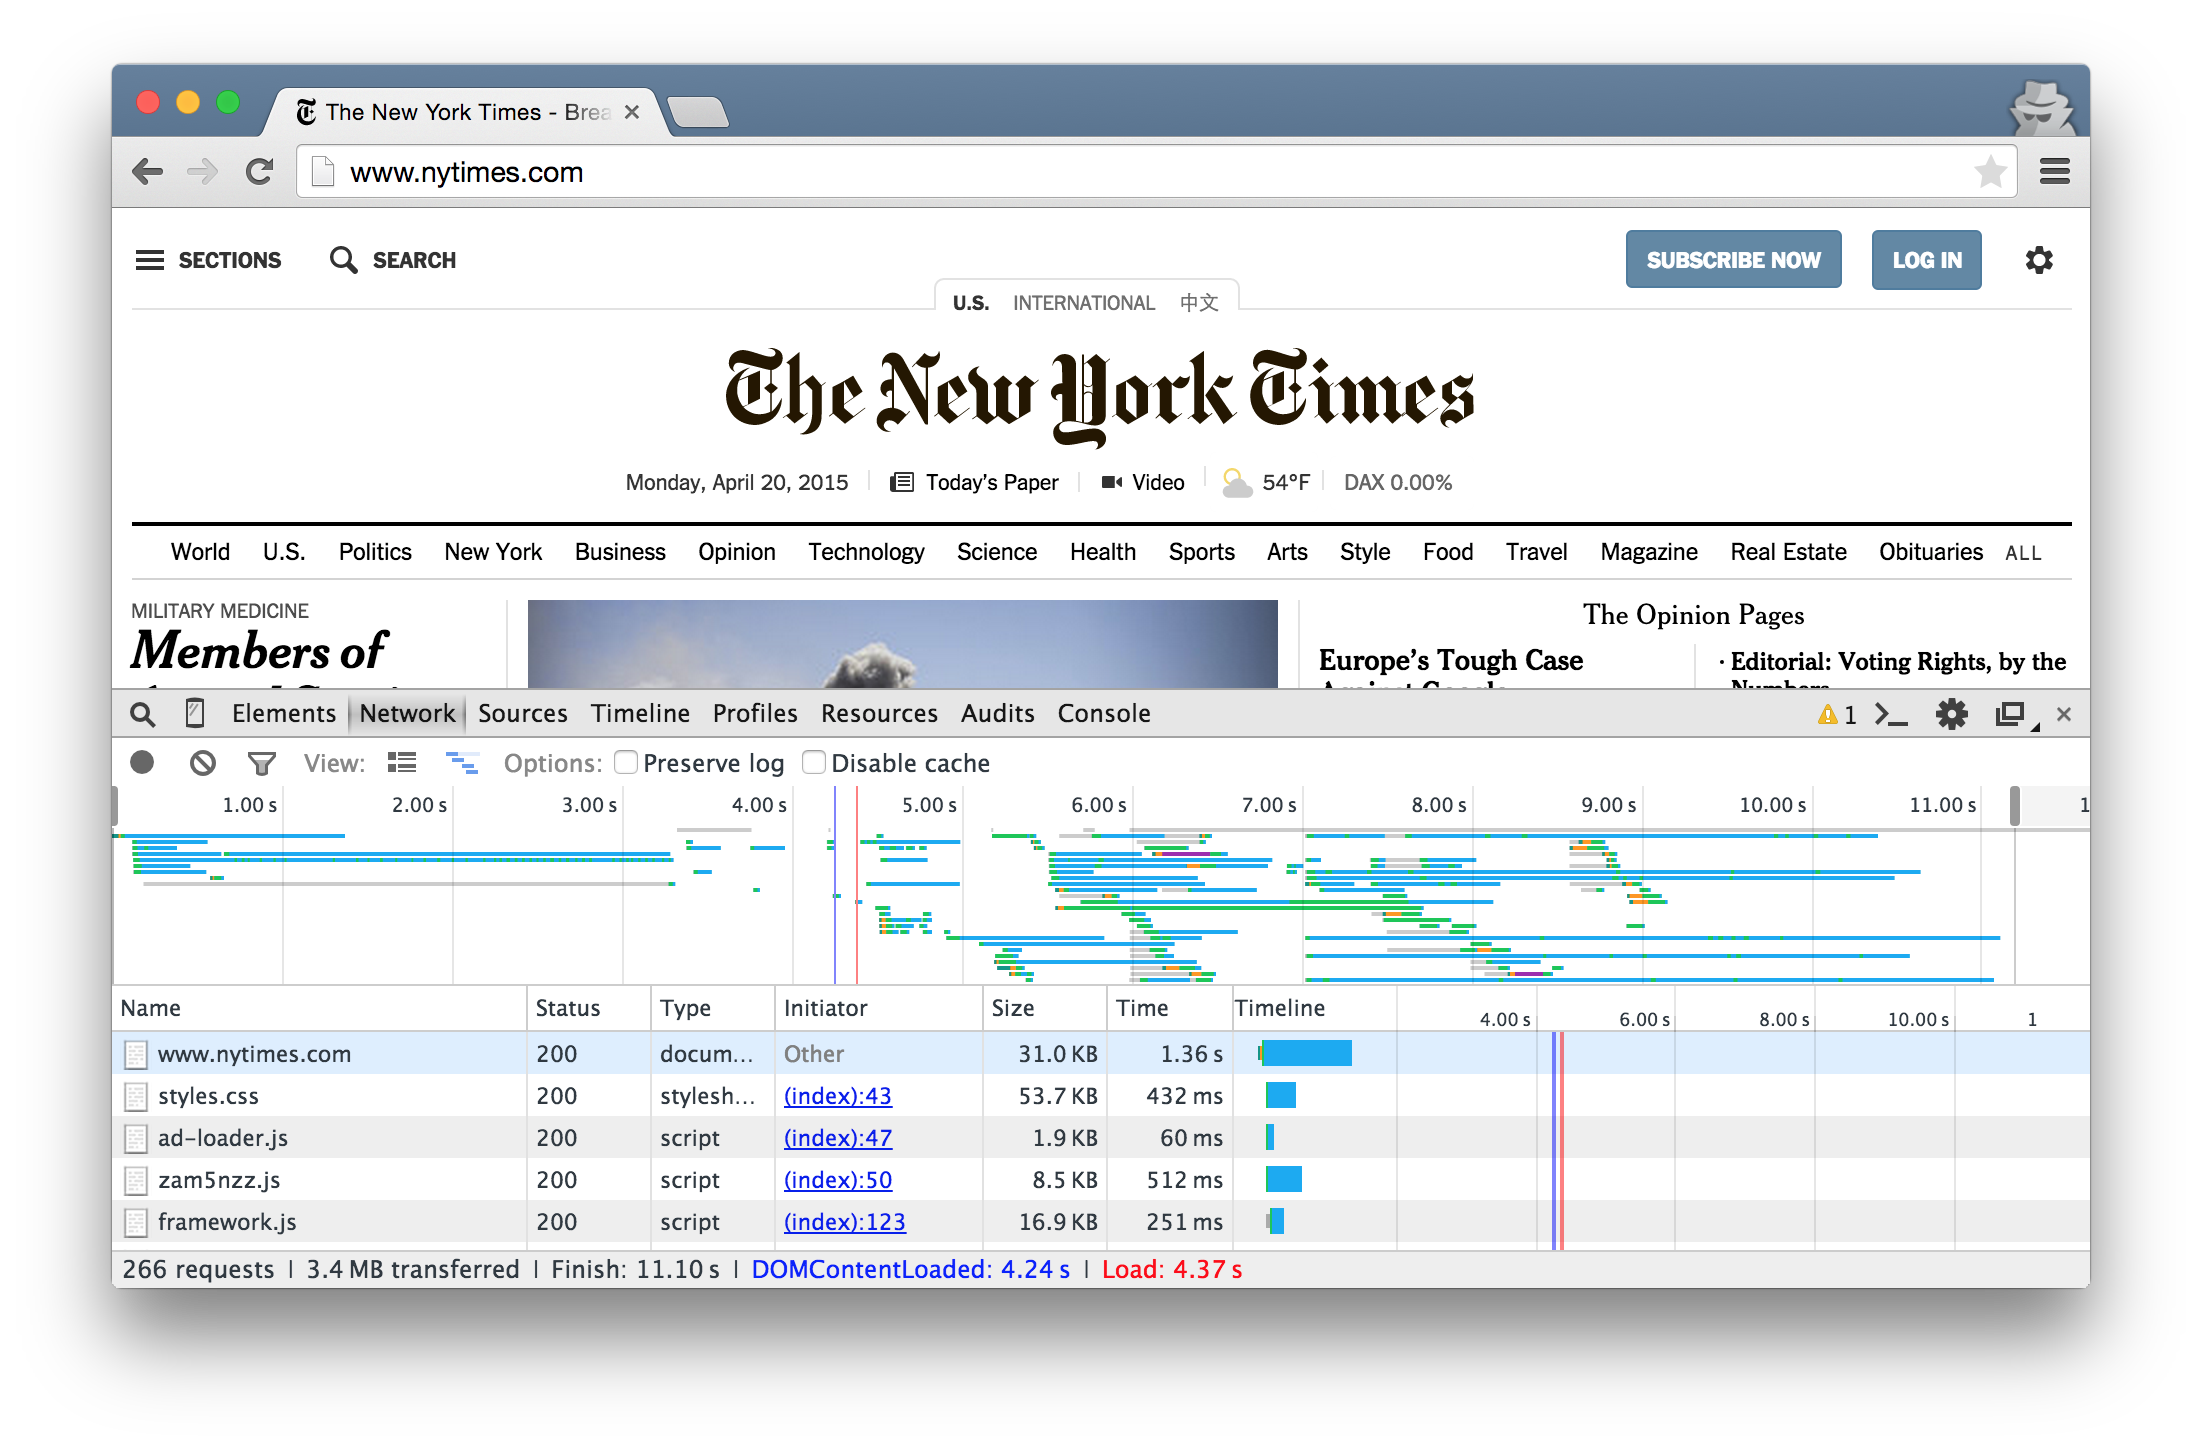 The New York Times - Brea
www.nytimes.com
SECTIONS SEARCH SUBSCRIBE NOW LOG IN
U.S. INTERNATIONAL 中文
The New York Times
Monday, April 20, 2015 Today's Paper Video 54°F DAX 0.00%
World U.S. Politics New York Business Opinion Technology Science Health Sports Arts Style Food Travel Magazine Real Estate Obituaries ALL
MILITARY MEDICINE
Members of
The Opinion Pages
Europe's Tough Case
Against Google
· Editorial: Voting Rights, by the
Numbers
Elements Network Sources Timeline Profiles Resources Audits Console 1
View: Options: Preserve log Disable cache
1.00 s 2.00 s 3.00 s 4.00 s 5.00 s 6.00 s 7.00 s 8.00 s 9.00 s 10.00 s 11.00 s 1
Name Status Type Initiator Size Time Timeline 4.00 s 6.00 s 8.00 s 10.00 s 1
www.nytimes.com 200 docum... Other 31.0 KB 1.36 s
styles.css 200 stylesh... (index):43 53.7 KB 432 ms
ad-loader.js 200 script (index):47 1.9 KB 60 ms
zam5nzz.js 200 script (index):50 8.5 KB 512 ms
framework.js 200 script (index):123 16.9 KB 251 ms
266 requests | 3.4 MB transferred | Finish: 11.10 s | DOMContentLoaded: 4.24 s | Load: 4.37 s